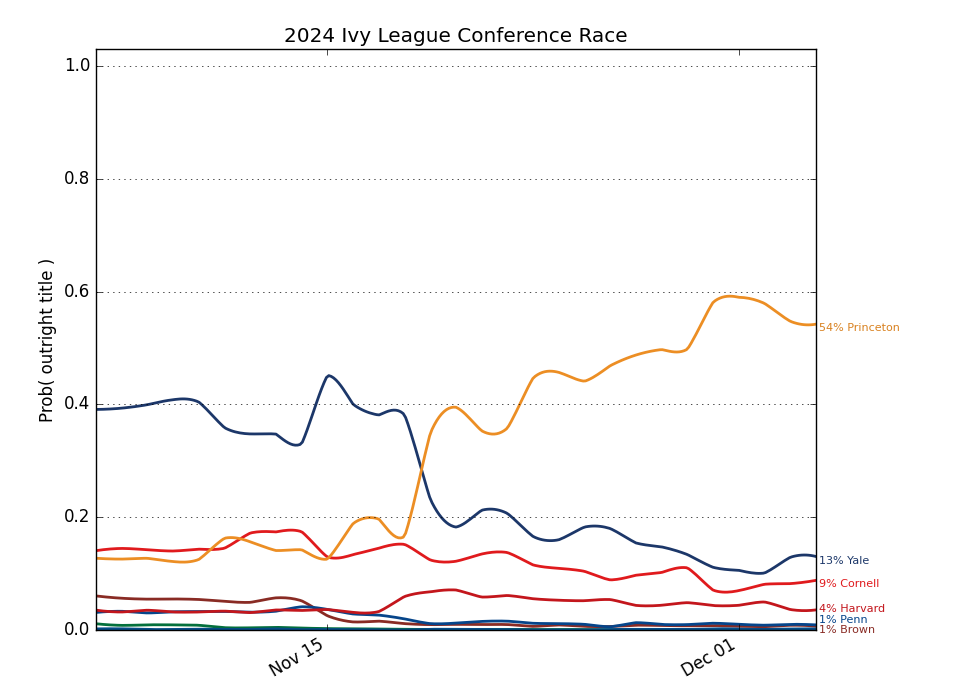 2024 Ivy League Conference Race
Prob( outright title )
1.0
0.8
0.6
0.4
0.2
0.0
Nov 15
Dec 01
54% Princeton
13% Yale
9% Cornell
4% Harvard
1% Penn
1% Brown